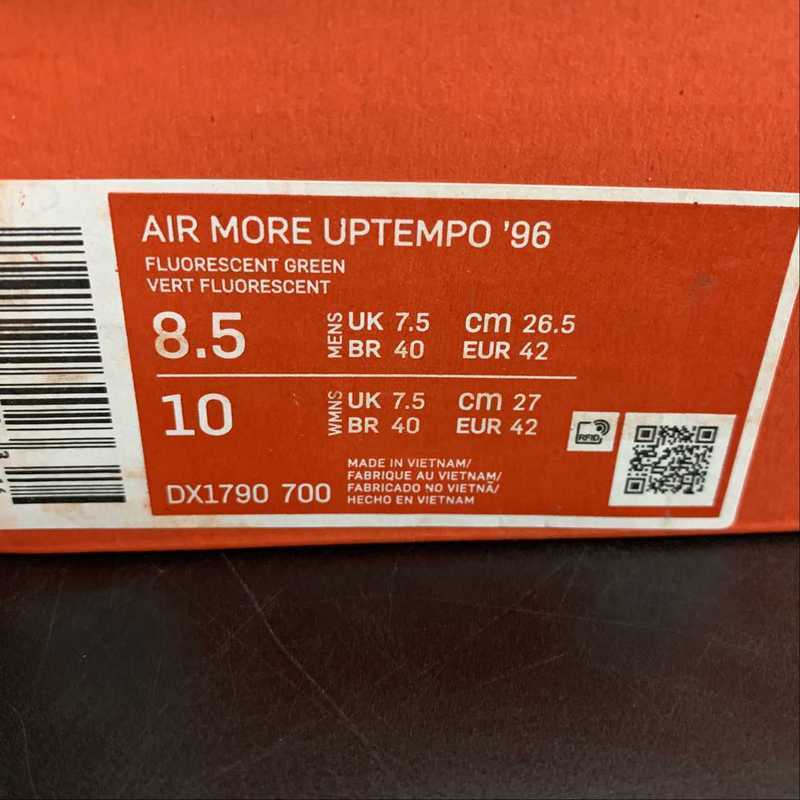 AIR MORE UPTEMPO '96
FLUORESCENT GREEN
VERT FLUORESCENT
8.5 MENS UK 7.5 cm 26.5
BR 40 EUR 42
10 WMNS UK 7.5 cm 27
BR 40 EUR 42
RFID
DX1790 700
MADE IN VIETNAM/
FABRIQUE AU VIETNAM/
FABRICADO NO VIETNÃ/
HECHO EN VIETNAM